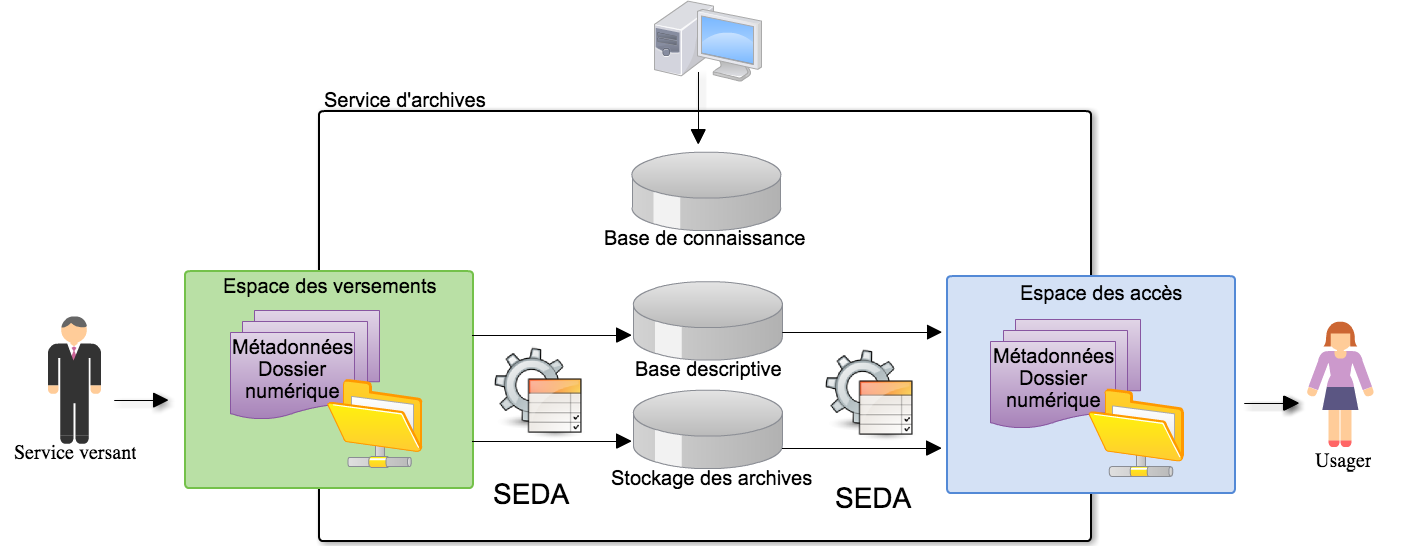 Service d'archives
Base de connaissance
Espace des versements
Métadonnées
Dossier
numérique
Service versant
Base descriptive
Stockage des archives
SEDA
SEDA
Espace des accès
Métadonnées
Dossier
numérique
Usager